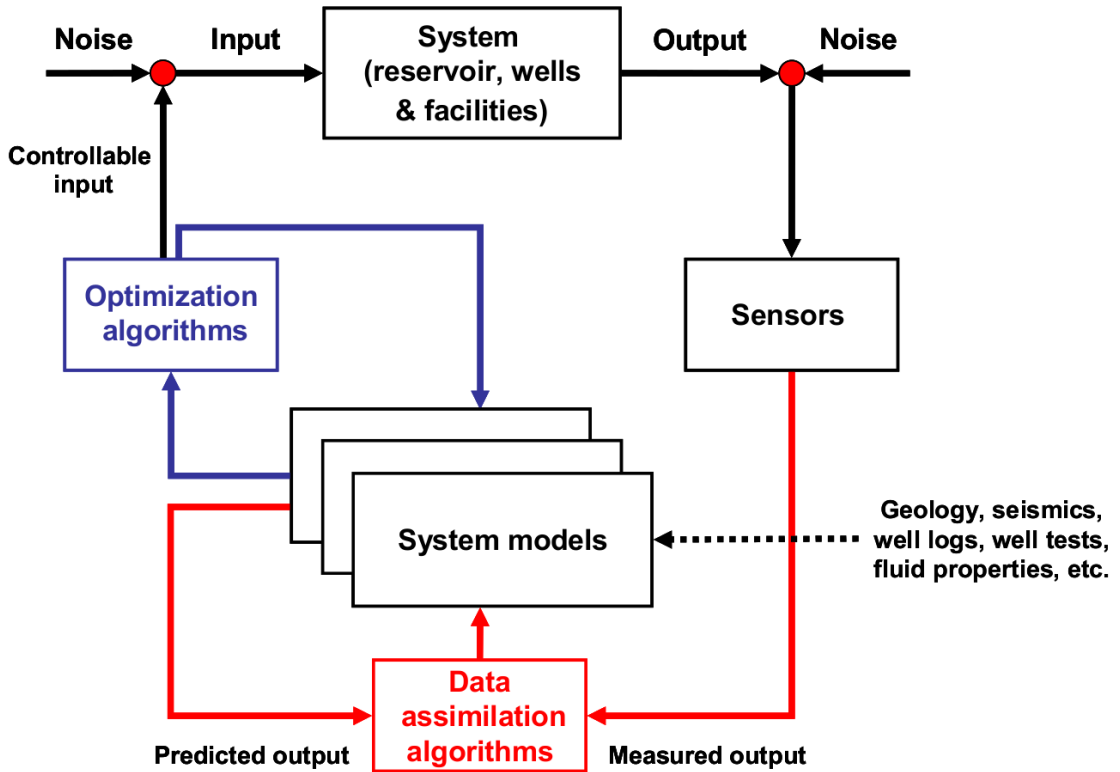 Noise
Input
System
(reservoir, wells
& facilities)
Output
Noise
Controllable
input
Optimization
algorithms
Sensors
System models
Geology, seismics,
well logs, well tests,
fluid properties, etc.
Data
assimilation
algorithms
Predicted output
Measured output